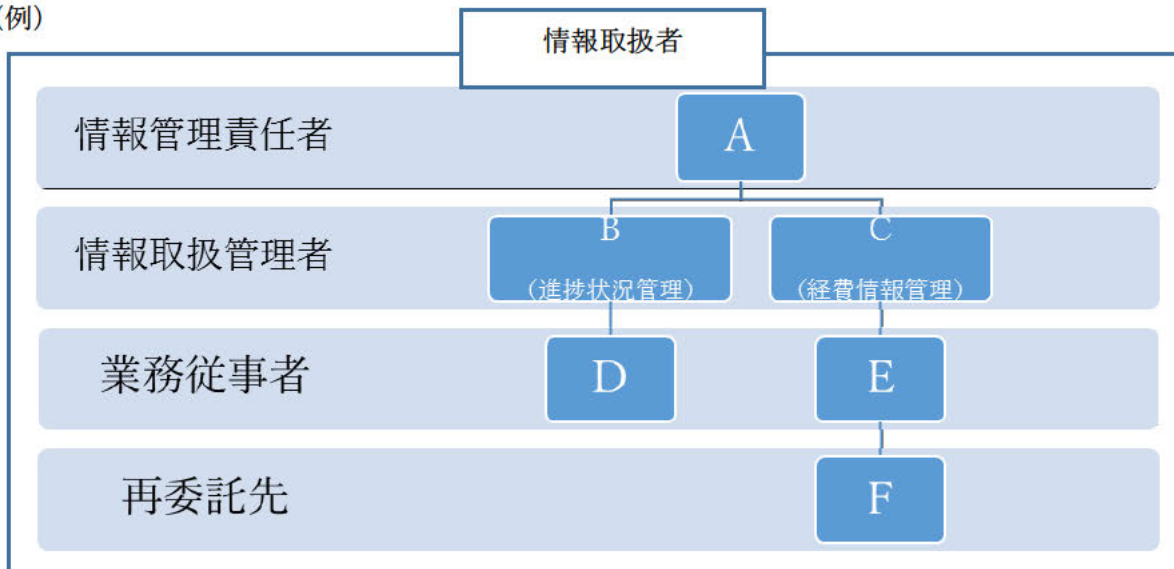 (例)
情報取扱者
情報管理責任者
A
情報取扱管理者
B
(進捗状況管理)
C
(経費情報管理)
業務従事者
D
E
再委託先
F